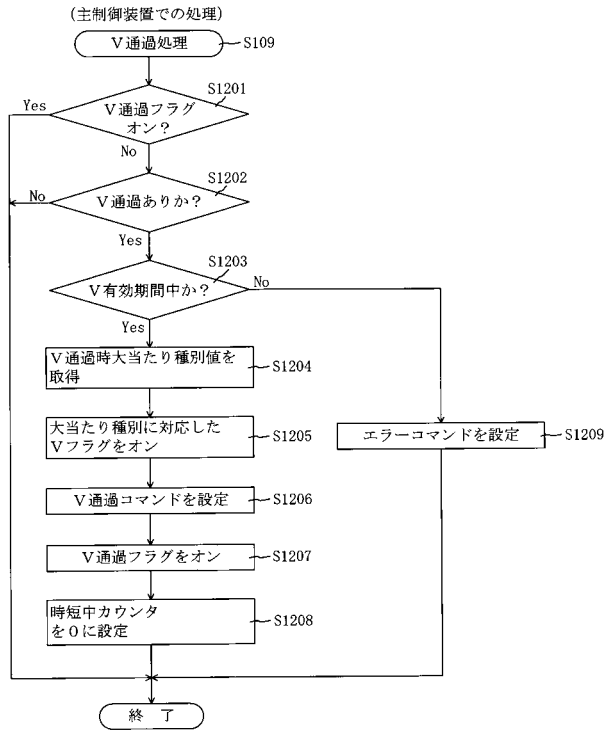 (主制御装置での処理)
V通過処理
S109
S1201
Yes
V通過フラグ
オン?
No
S1202
No
V通過ありか?
Yes
S1203
V有効期間中か?
No
Yes
V通過時大当たり種別値を
取得
S1204
大当たり種別に対応した
Vフラグをオン
S1205
エラーコマンドを設定
S1209
V通過コマンドを設定
S1206
V通過フラグをオン
S1207
時短中カウンタ
を0に設定
S1208
終 了